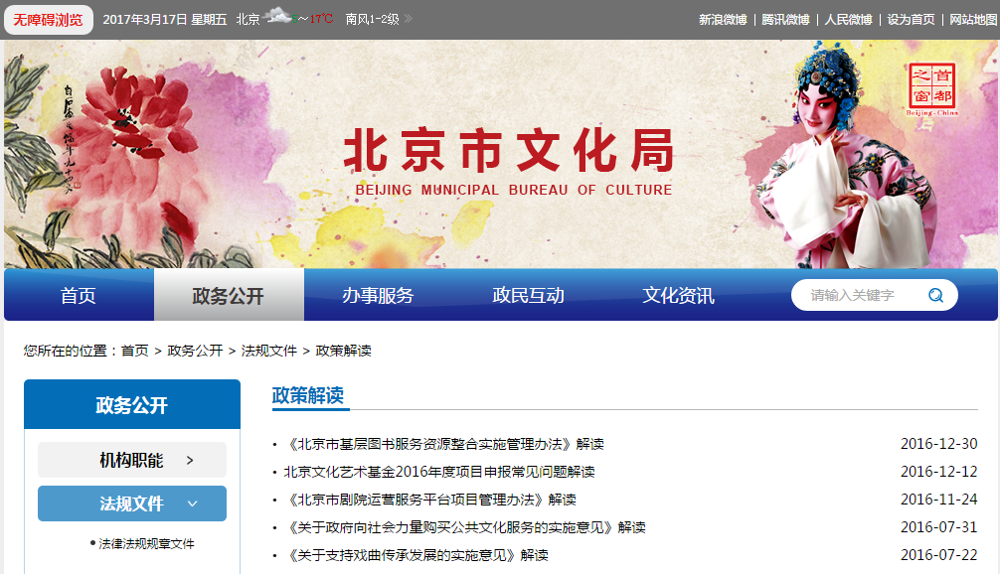 无障碍浏览 2017年3月17日 星期五 北京 ~17℃ 南风1-2级 新浪微博 | 腾讯微博 | 人民微博 | 设为首页 | 网站地图
首都之窗
Beijing-China
北京市文化局
BEIJING MUNICIPAL BUREAU OF CULTURE
首页 政务公开 办事服务 政民互动 文化资讯 请输入关键字
您所在的位置：首页 > 政务公开 > 法规文件 > 政策解读
政务公开
机构职能 >
法规文件
• 法律法规规章文件
政策解读
• 《北京市基层图书服务资源整合实施管理办法》解读 2016-12-30
• 北京文化艺术基金2016年度项目申报常见问题解读 2016-12-12
• 《北京市剧院运营服务平台项目管理办法》解读 2016-11-24
• 《关于政府向社会力量购买公共文化服务的实施意见》解读 2016-07-31
• 《关于支持戏曲传承发展的实施意见》解读 2016-07-22